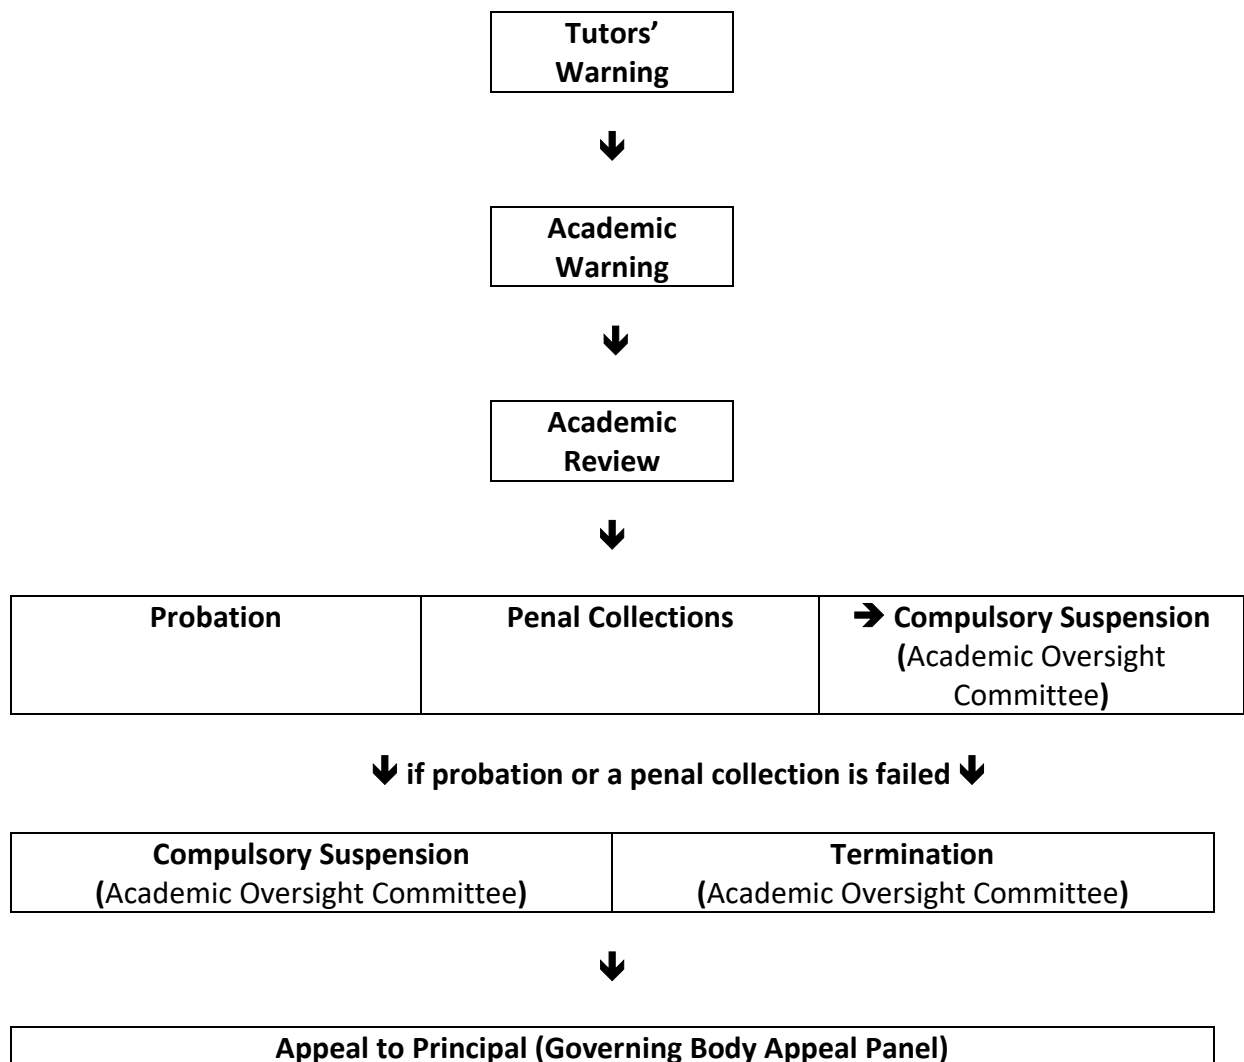 Tutors’
Warning
🡫
Academic
Warning
🡫
Academic
Review
🡫
Probation
Penal Collections
🡪 Compulsory Suspension
(Academic Oversight
Committee)
🡫 if probation or a penal collection is failed 🡫
Compulsory Suspension
(Academic Oversight Committee)
Termination
(Academic Oversight Committee)
🡫
Appeal to Principal (Governing Body Appeal Panel)